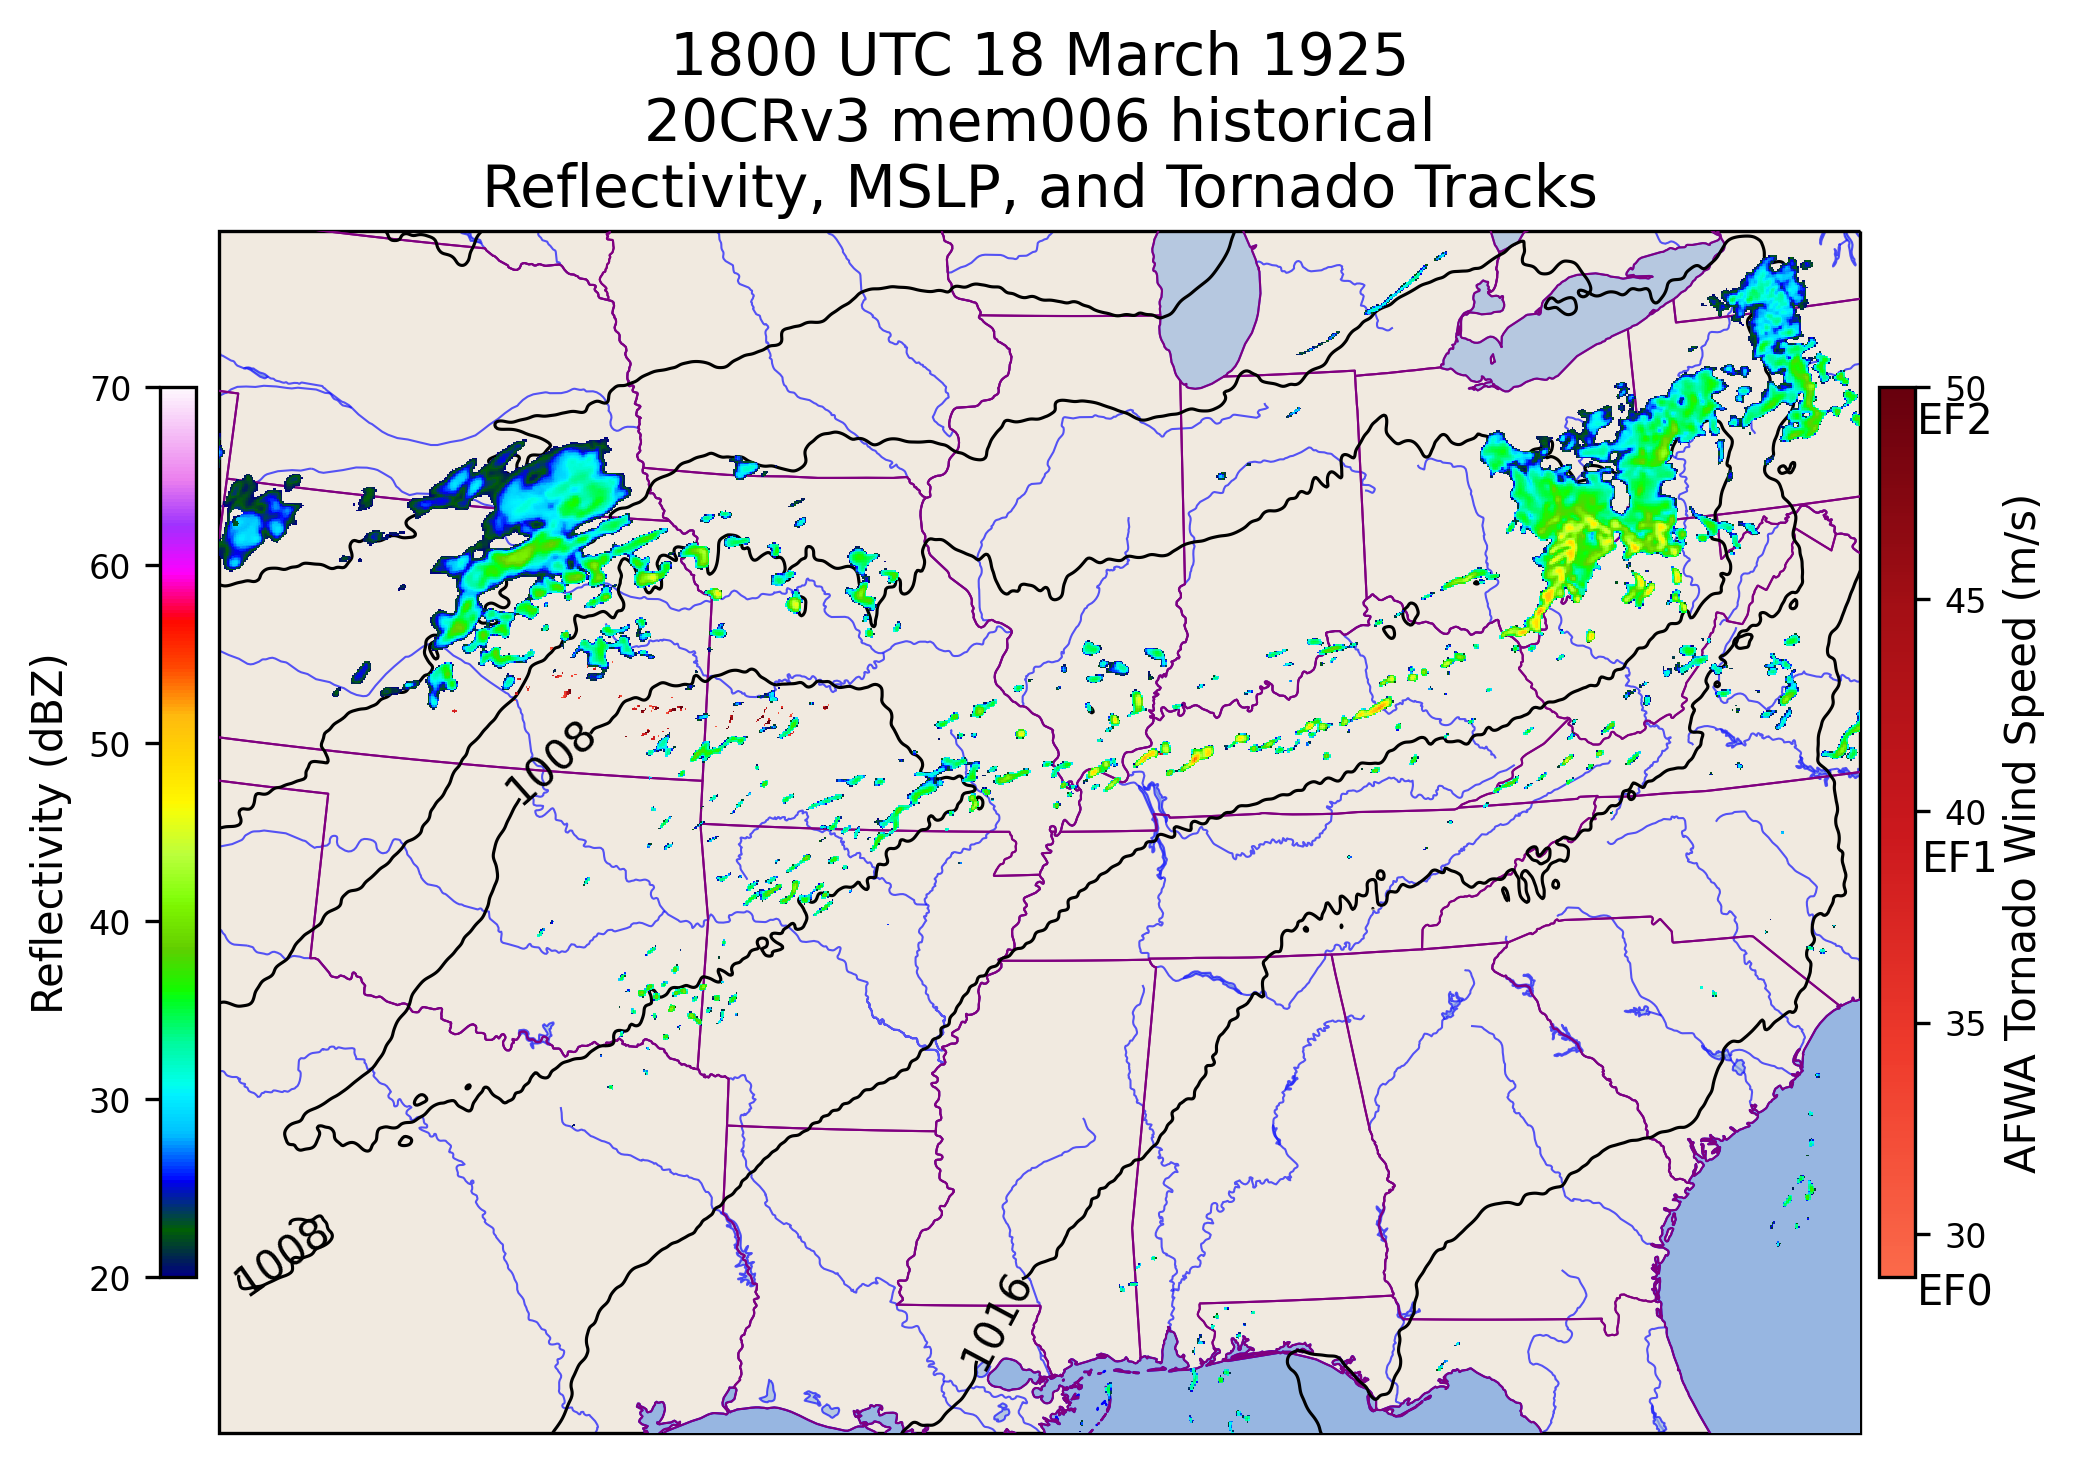 1800 UTC 18 March 1925
20CRv3 mem006 historical
Reflectivity, MSLP, and Tornado Tracks
Reflectivity (dBZ)
70
60
50
40
30
20
1008
1008
1016
50
EF2
45
40
EF1
35
30
EF0
AFWA Tornado Wind Speed (m/s)